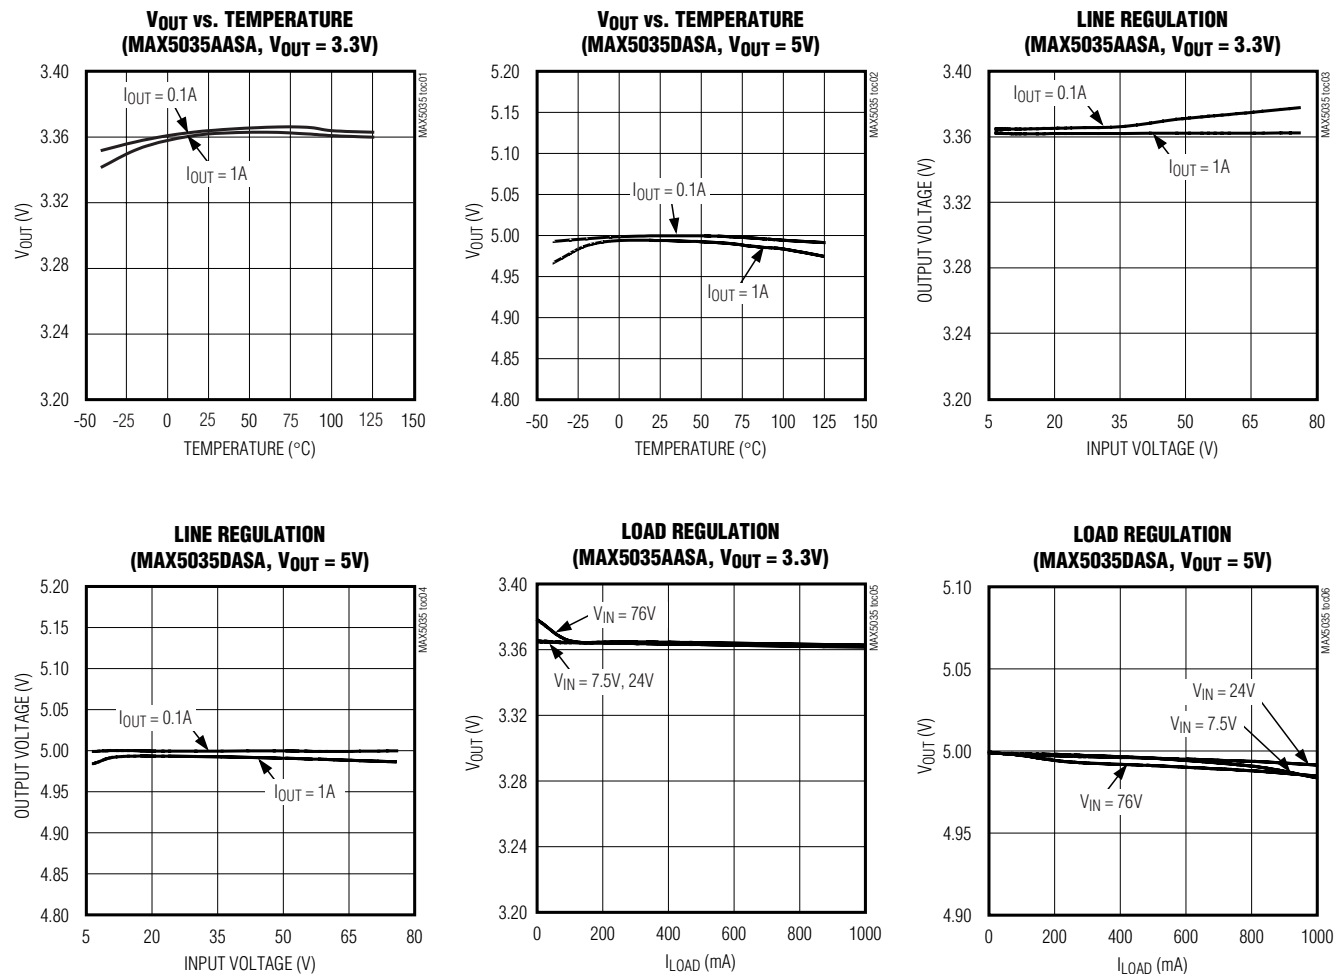 VOUT vs. TEMPERATURE
(MAX5035AASA, VOUT = 3.3V)
3.40
3.36
3.32
3.28
3.24
3.20
VOUT (V)
IOUT = 0.1A
IOUT = 1A
MAX5035 toc01
-50 -25 0 25 50 75 100 125 150
TEMPERATURE (°C)
VOUT vs. TEMPERATURE
(MAX5035DASA, VOUT = 5V)
5.20
5.15
5.10
5.05
5.00
4.95
4.90
4.85
4.80
VOUT (V)
IOUT = 0.1A
IOUT = 1A
MAX5035 toc02
-50 -25 0 25 50 75 100 125 150
TEMPERATURE (°C)
LINE REGULATION
(MAX5035AASA, VOUT = 3.3V)
3.40
3.36
3.32
3.28
3.24
3.20
OUTPUT VOLTAGE (V)
IOUT = 0.1A
IOUT = 1A
MAX5035 toc03
5 20 35 50 65 80
INPUT VOLTAGE (V)
LINE REGULATION
(MAX5035DASA, VOUT = 5V)
5.20
5.15
5.10
5.05
5.00
4.95
4.90
4.85
4.80
OUTPUT VOLTAGE (V)
IOUT = 0.1A
IOUT = 1A
MAX5035 toc04
5 20 35 50 65 80
INPUT VOLTAGE (V)
LOAD REGULATION
(MAX5035AASA, VOUT = 3.3V)
3.40
3.36
3.32
3.28
3.24
3.20
VOUT (V)
VIN = 76V
VIN = 7.5V, 24V
MAX5035 toc05
0 200 400 600 800 1000
ILOAD (mA)
LOAD REGULATION
(MAX5035DASA, VOUT = 5V)
5.10
5.05
5.00
4.95
4.90
VOUT (V)
VIN = 24V
VIN = 7.5V
VIN = 76V
MAX5035 toc06
0 200 400 600 800 1000
ILOAD (mA)